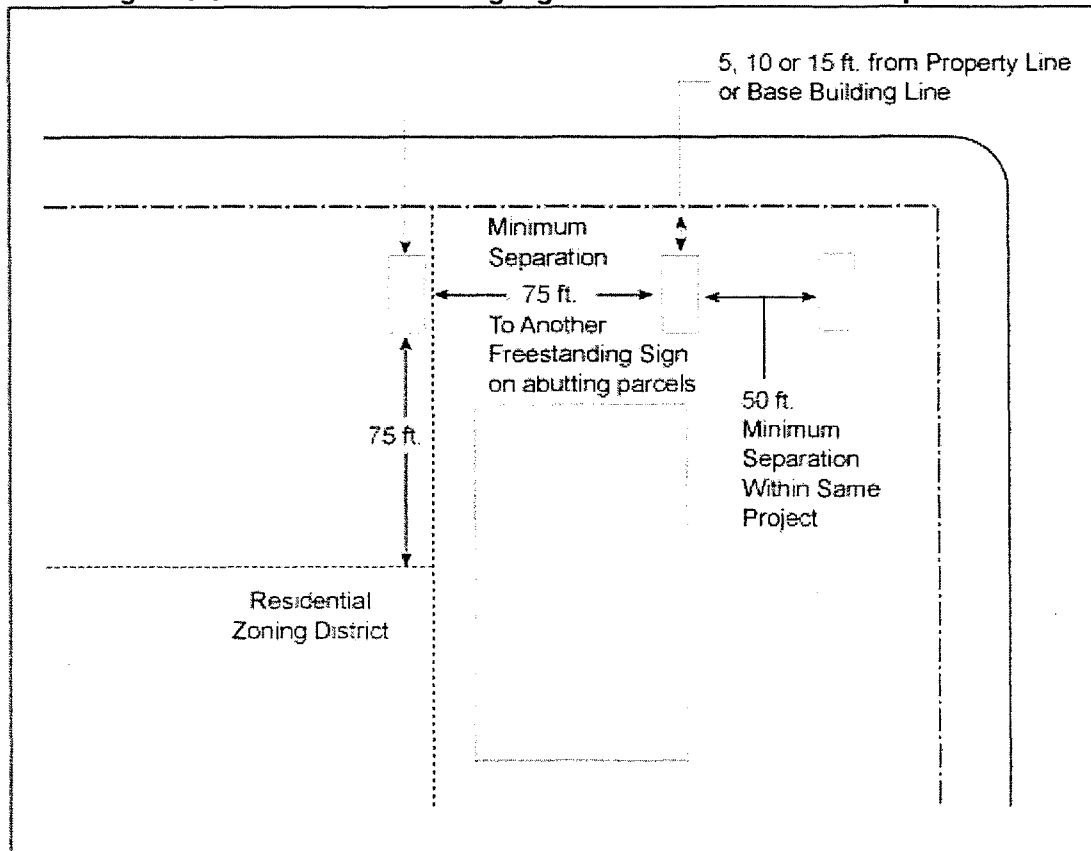 5, 10 or 15 ft. from Property Line
or Base Building Line
Minimum
Separation
75 ft.
To Another
Freestanding Sign
on abutting parcels
75 ft.
50 ft.
Minimum
Separation
Within Same
Project
Residential
Zoning District